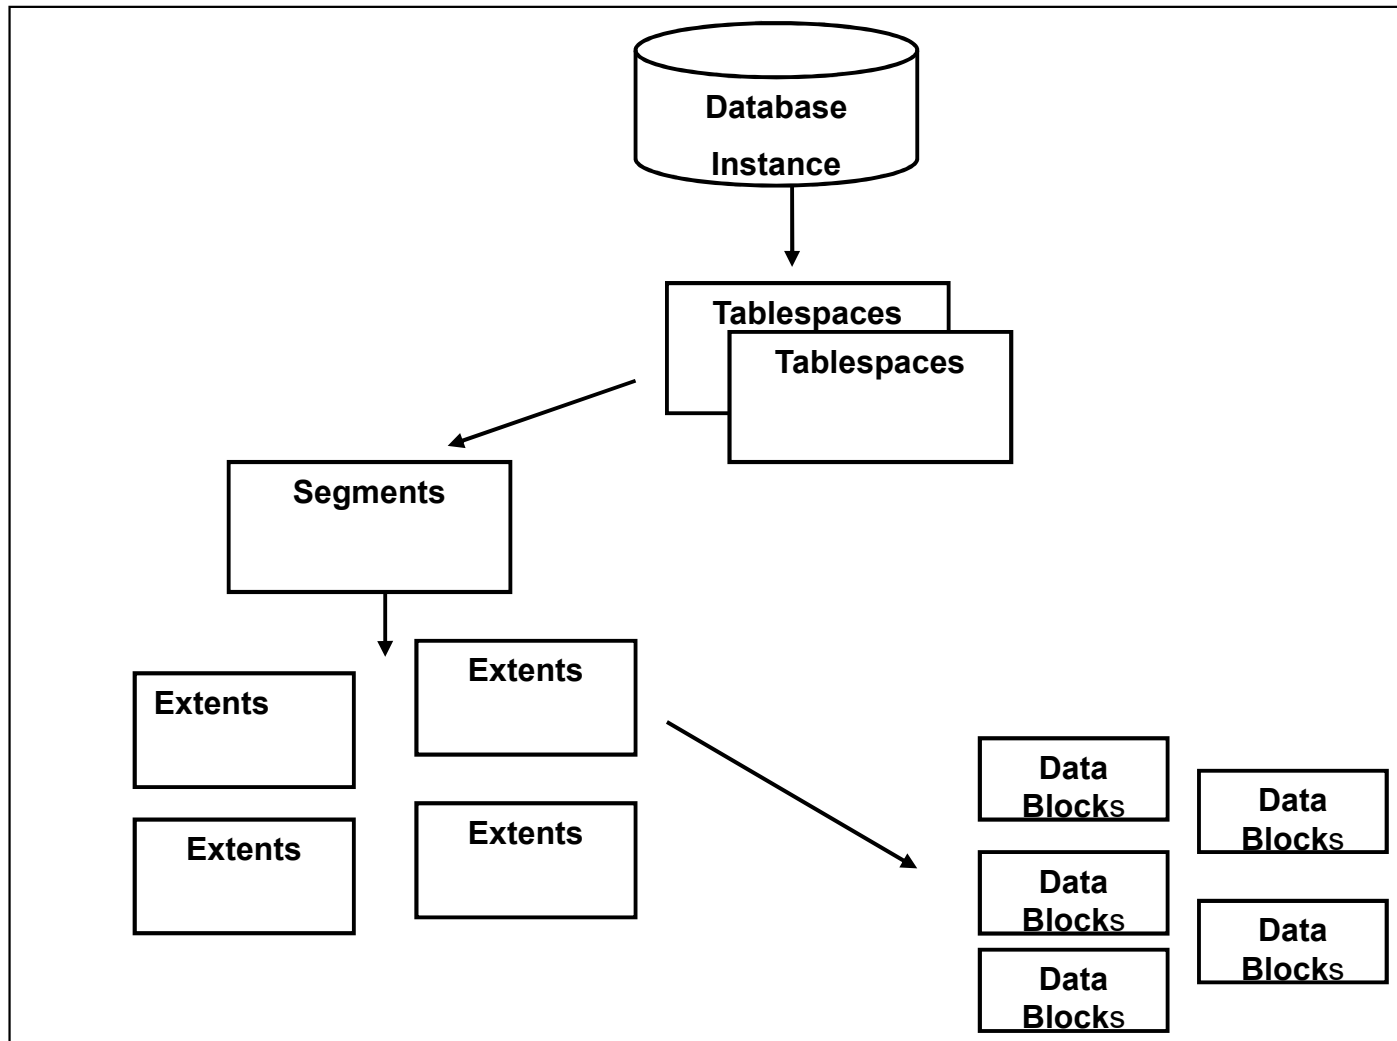 Database
Instance
Tablespaces
Tablespaces
Segments
Extents
Extents
Extents
Extents
Data
Blocks
Data
Blocks
Data
Blocks
Data
Blocks
Data
Blocks